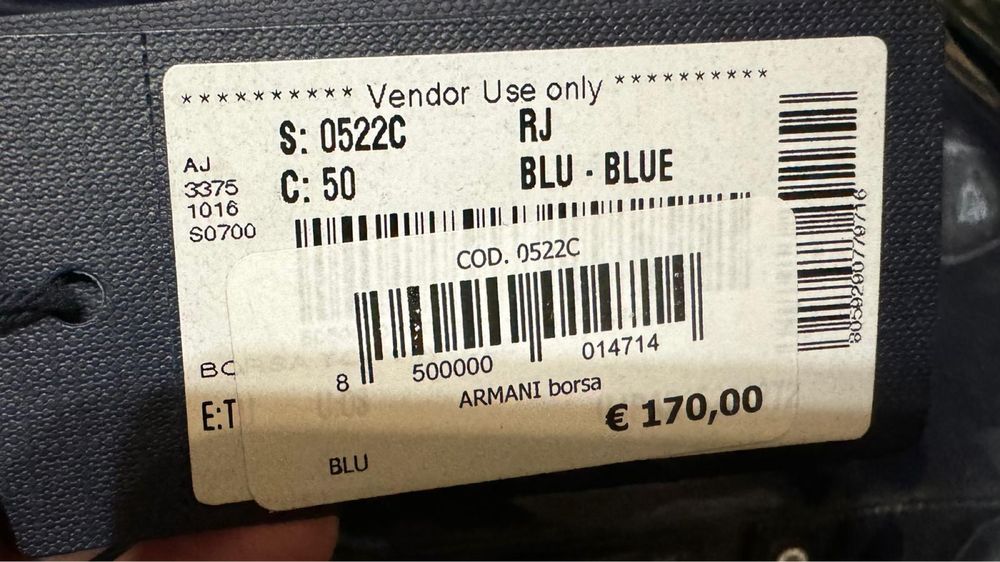 ********** Vendor Use only **********
S: 0522C RJ
C: 50 BLU - BLUE
AJ
3375
1016
S0700
8059290779716
COD. 0522C
8 500000 014714
ARMANI borsa
€ 170,00
BLU
E:T